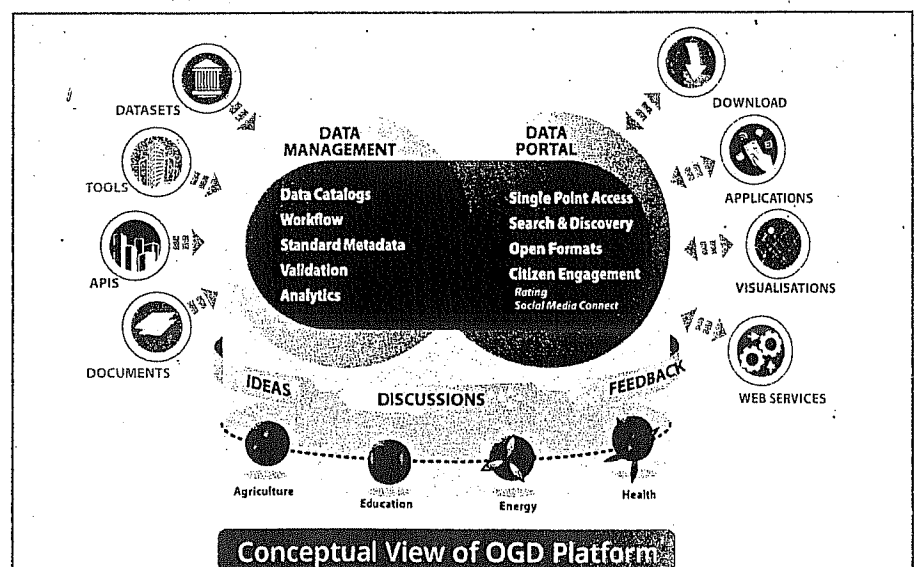 DATASETS
TOOLS
APIS
DOCUMENTS
DATA
MANAGEMENT
Data Catalogs
Workflow
Standard Metadata
Validation
Analytics
DATA
PORTAL
Single Point Access
Search & Discovery
Open Formats
Citizen Engagement
Rating
Social Media Connect
DOWNLOAD
APPLICATIONS
VISUALISATIONS
WEB SERVICES
IDEAS
DISCUSSIONS
FEEDBACK
Agriculture
Education
Energy
Health
Conceptual View of OGD Platform